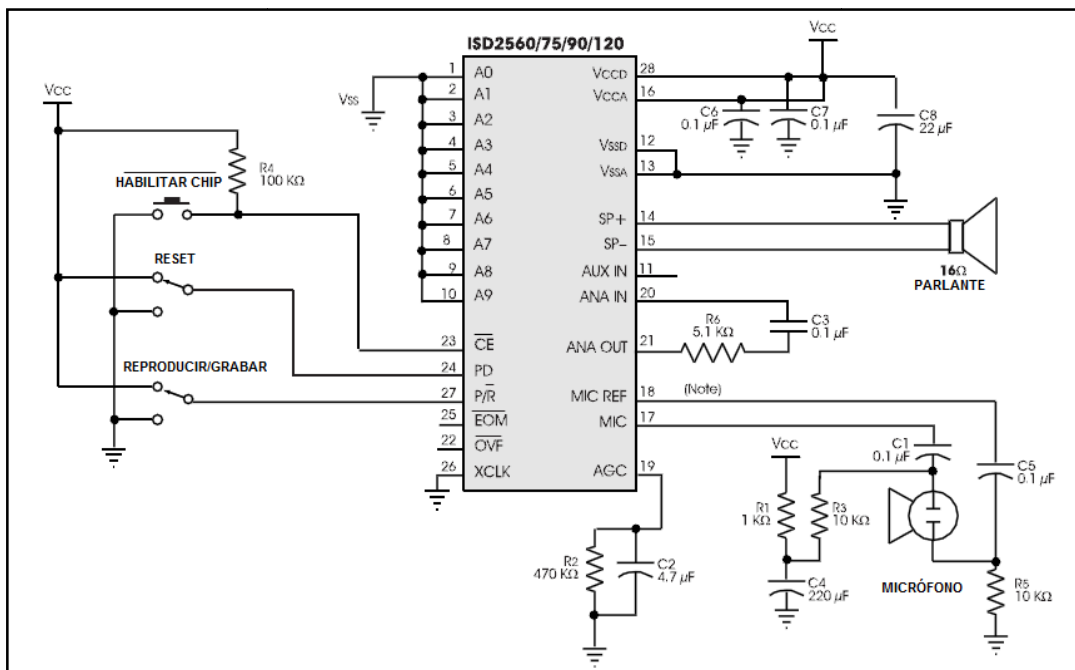 ISD2560/75/90/120
Vcc
Vss
1 A0
2 A1
3 A2
4 A3
5 A4
6 A5
7 A6
8 A7
9 A8
10 A9
23 CE
24 PD
27 P/R
25 EOM
22 OVF
26 XCLK
VCCD 28
VCCA 16
VSSD 12
VSSA 13
SP+ 14
SP- 15
AUX IN 11
ANA IN 20
ANA OUT 21
MIC REF 18
MIC 17
AGC 19
Vcc
R4
100 KΩ
HABILITAR CHIP
RESET
REPRODUCIR/GRABAR
Vcc
C6
0.1 µF
C7
0.1 µF
C8
22 µF
16Ω
PARLANTE
R6
5.1 KΩ
C3
0.1 µF
(Note)
C1
0.1 µF
C5
0.1 µF
Vcc
R1
1 KΩ
R3
10 KΩ
C4
220 µF
MICRÓFONO
R5
10 KΩ
R2
470 KΩ
C2
4.7 µF